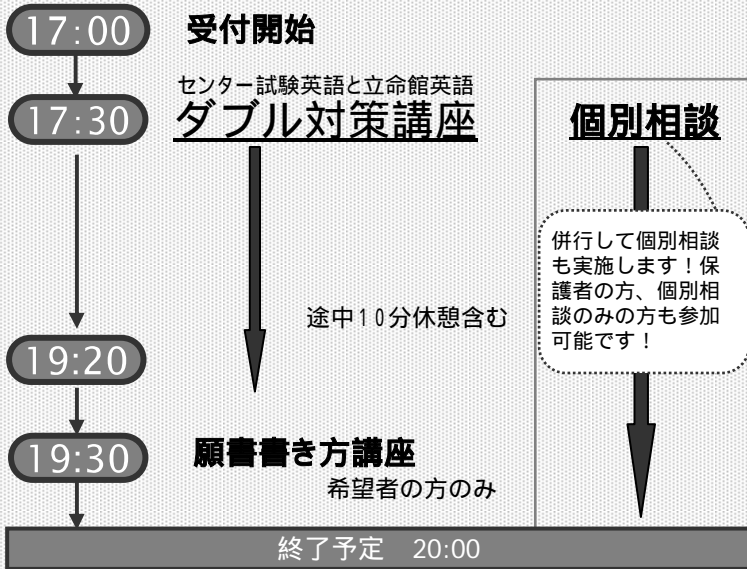 17:00
受付開始
17:30
センター試験英語と立命館英語
ダブル対策講座
途中10分休憩含む
19:20
19:30
願書書き方講座
希望者の方のみ
個別相談
併行して個別相談
も実施します！保
護者の方、個別相
談のみの方も参加
可能です！
終了予定　20:00